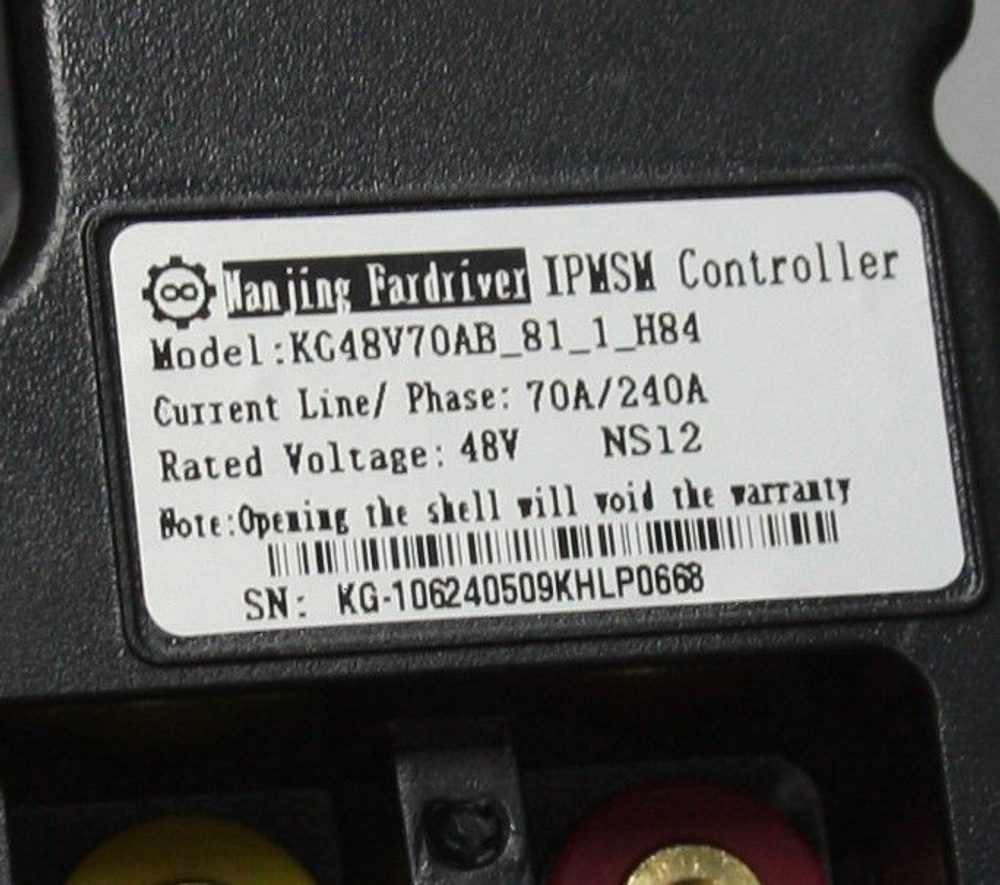 Nanjing Fardriver IPMSM Controller
Model:KG48V70AB_81_1_H84
Current Line/ Phase: 70A/240A
Rated Voltage: 48V NS12
Note:Opening the shell will void the warranty
SN: KG-106240509KHLP0668